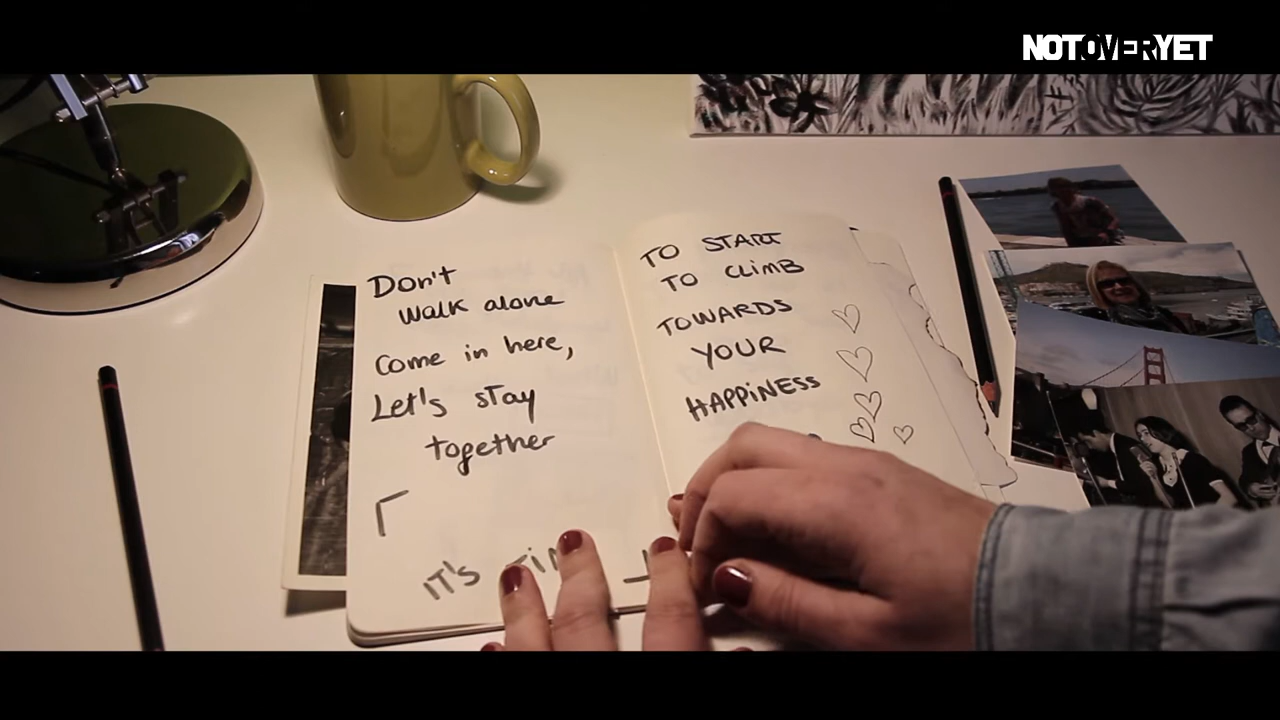 NOTOVERYET
Don't
walk alone
Come in here,
Let's stay
together
IT'S
TO START
TO CLIMB
TOWARDS
YOUR
HAPPINESS